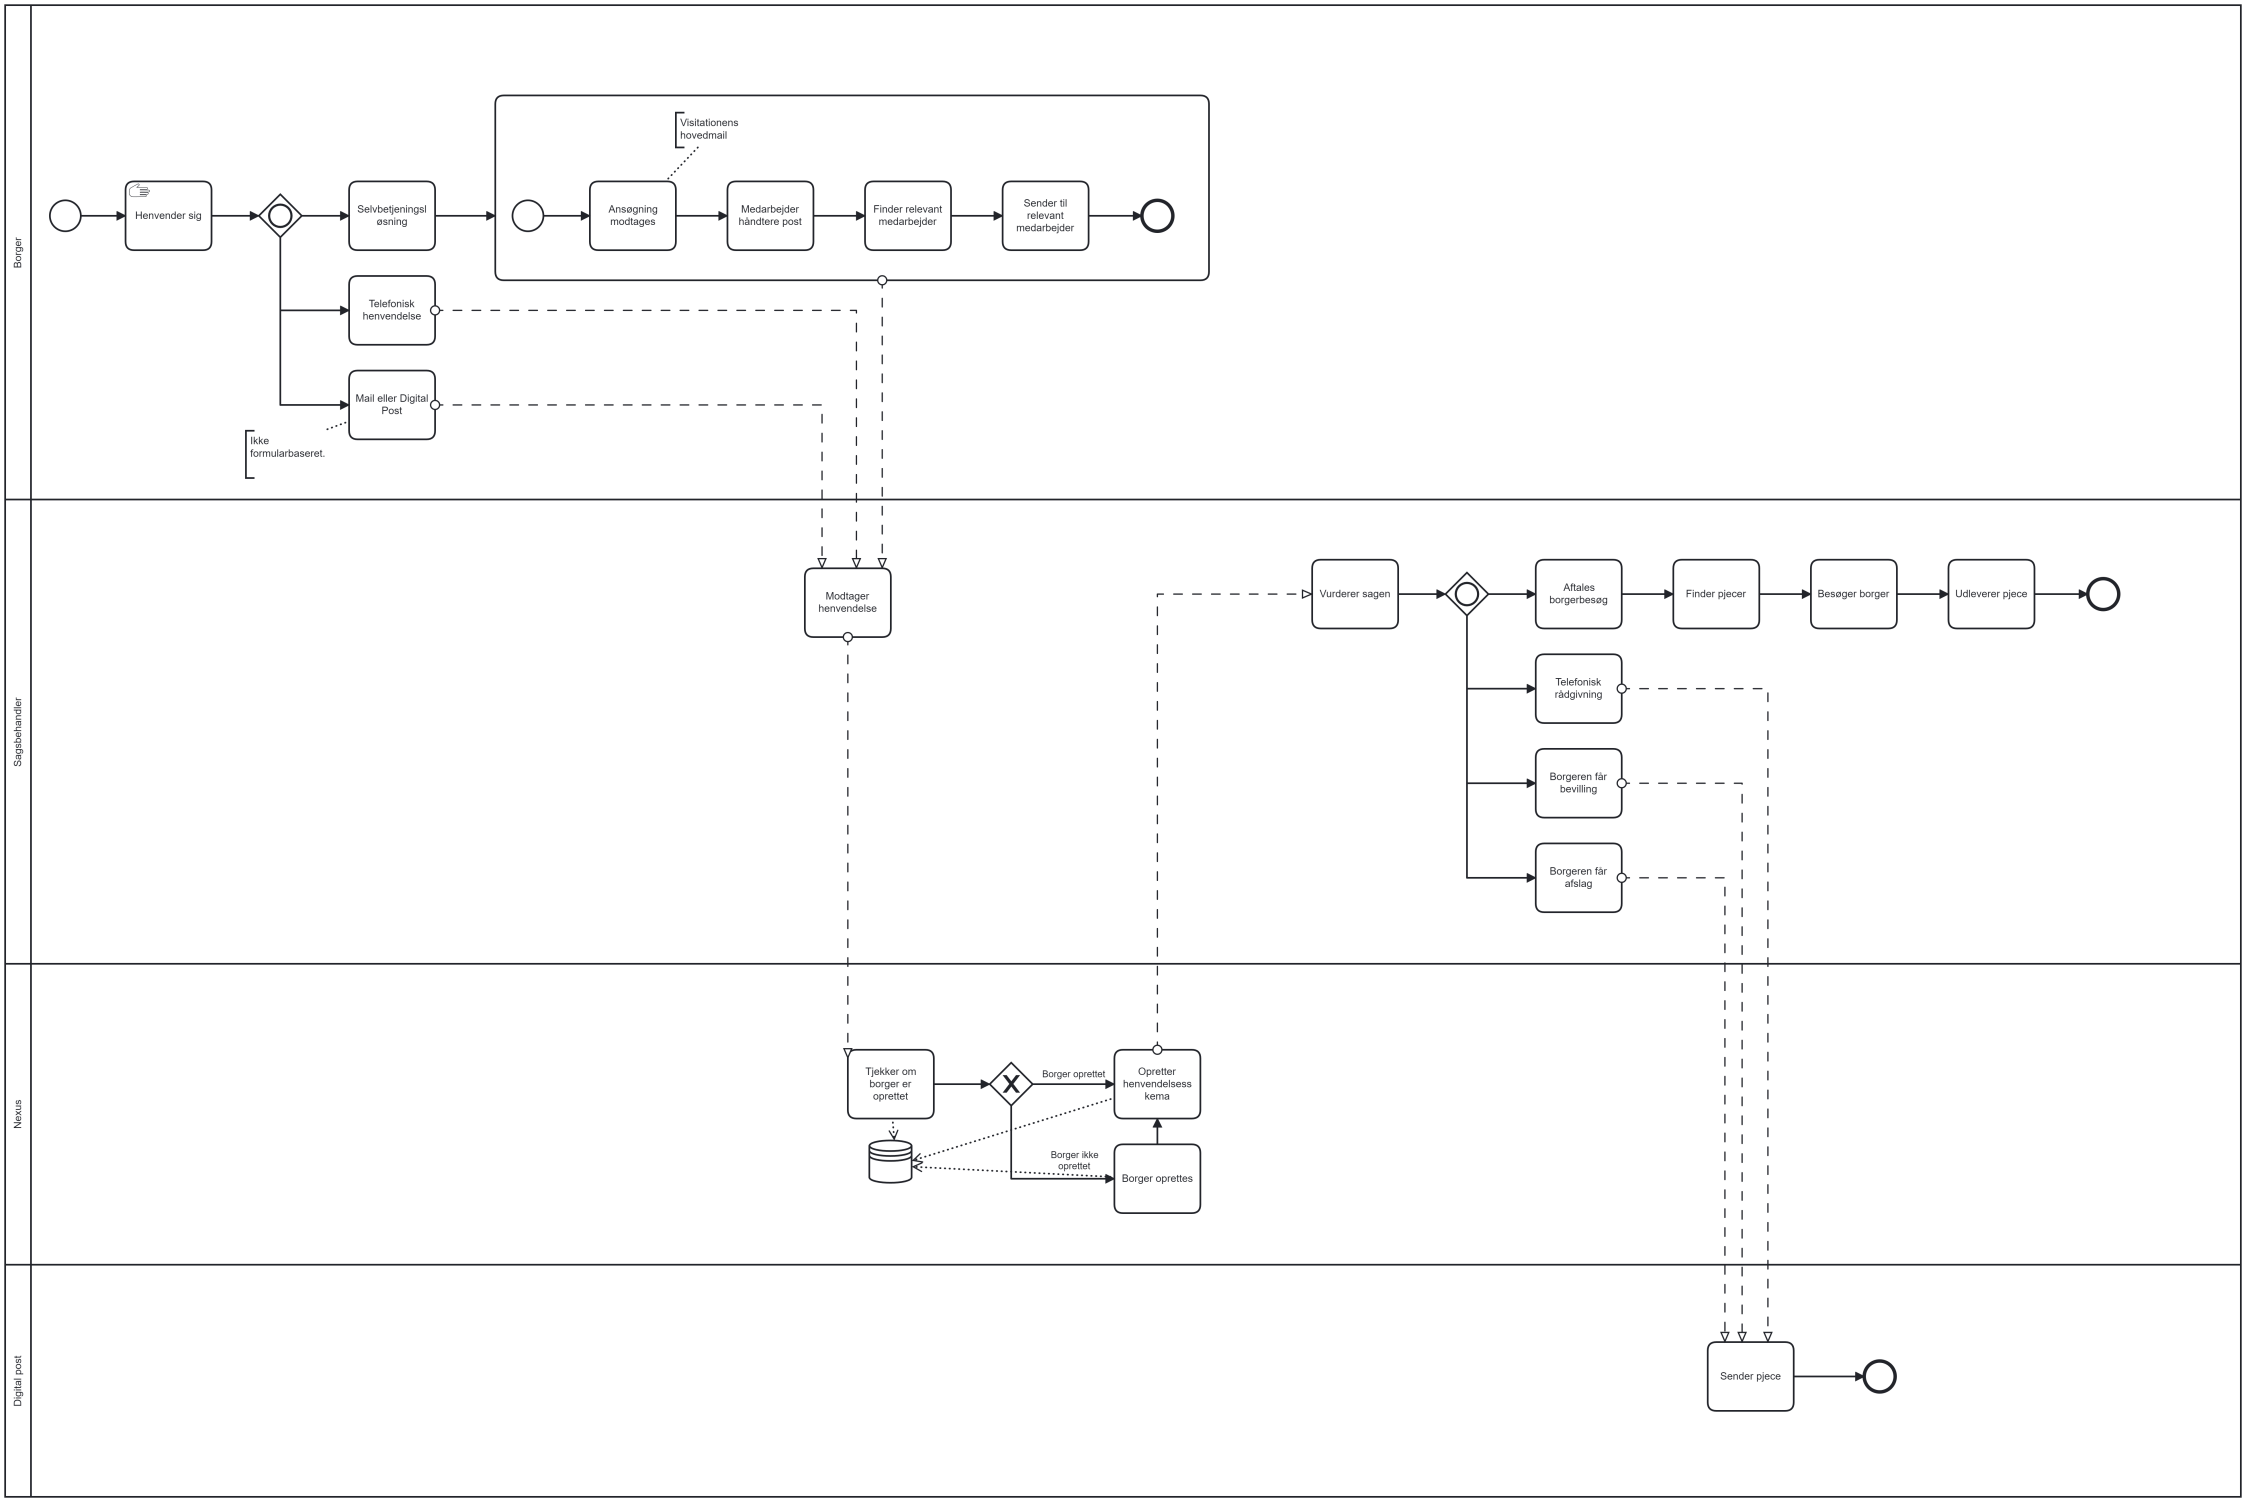 Borger
Visitationens
hovedmail
Henvender sig
Selvbetjeningsl
øsning
Ansøgning
modtages
Medarbejder
håndtere post
Finder relevant
medarbejder
Sender til
relevant
medarbejder
Telefonisk
henvendelse
Mail eller Digital
Post
Ikke
formularbaseret.
Sagsbehandler
Modtager
henvendelse
Vurderer sagen
Aftales
borgerbesøg
Finder pjecer
Besøger borger
Udleverer pjece
Telefonisk
rådgivning
Borgeren får
bevilling
Borgeren får
afslag
Nexus
Tjekker om
borger er
oprettet
Borger oprettet
Opretter
henvendelsess
kema
Borger ikke
oprettet
Borger oprettes
Digital post
Sender pjece